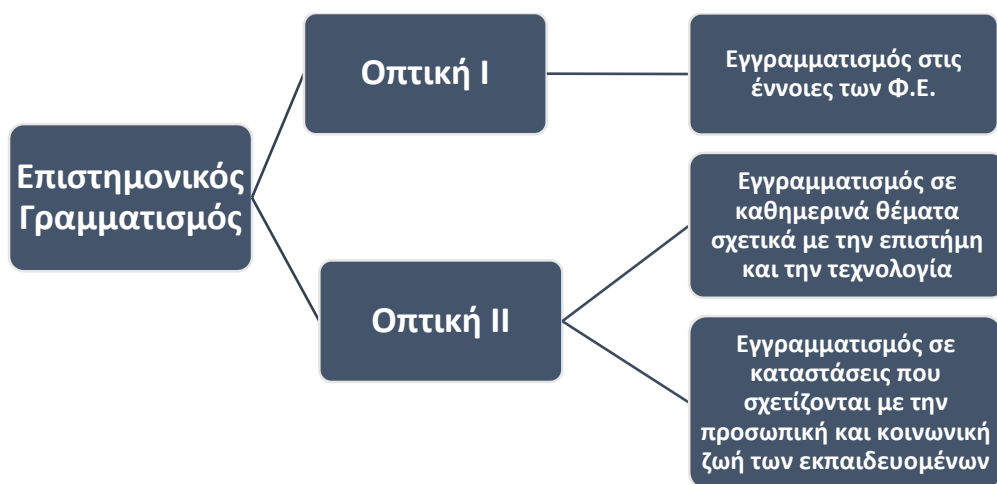 Επιστημονικός
Γραμματισμός
Οπτική I
Εγγραμματισμός στις
έννοιες των Φ.Ε.
Οπτική II
Εγγραμματισμός σε
καθημερινά θέματα
σχετικά με την επιστήμη
και την τεχνολογία
Εγγραμματισμός σε
καταστάσεις που
σχετίζονται με την
προσωπική και κοινωνική
ζωή των εκπαιδευομένων